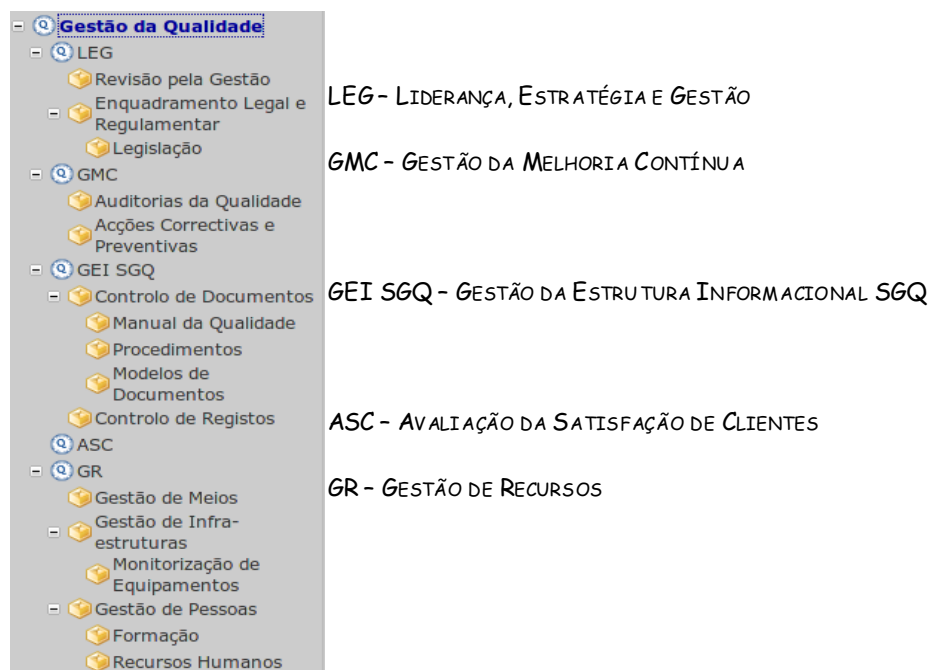 Gestão da Qualidade
LEG
Revisão pela Gestão
Enquadramento Legal e
Regulamentar
Legislação
GMC
Auditorias da Qualidade
Acções Correctivas e
Preventivas
GEI SGQ
Controlo de Documentos
Manual da Qualidade
Procedimentos
Modelos de
Documentos
Controlo de Registos
ASC
GR
Gestão de Meios
Gestão de Infra-
estruturas
Monitorização de
Equipamentos
Gestão de Pessoas
Formação
Recursos Humanos
LEG – LIDERANÇA, ESTRATÉGIA E GESTÃO
GMC – GESTÃO DA MELHORIA CONTÍNUA
GEI SGQ – GESTÃO DA ESTRUTURA INFORMACIONAL SGQ
ASC – AVALIAÇÃO DA SATISFAÇÃO DE CLIENTES
GR – GESTÃO DE RECURSOS